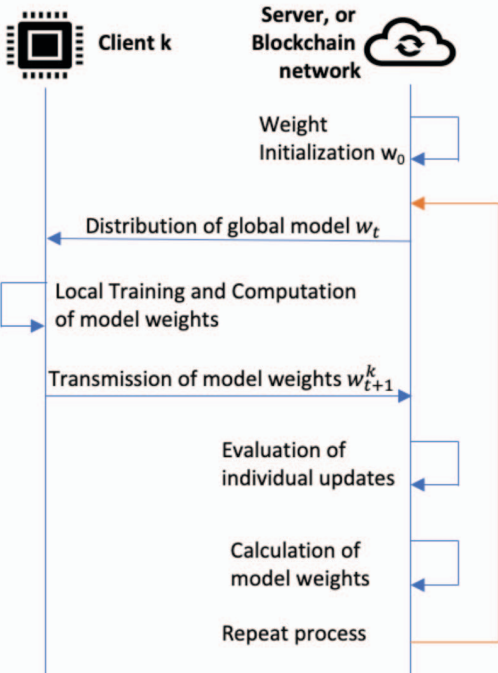 Client k
Server, or
Blockchain
network
Weight
Initialization w₀
Distribution of global model wₜ
Local Training and Computation
of model weights
Transmission of model weights wᵏₜ₊₁
Evaluation of
individual updates
Calculation of
model weights
Repeat process